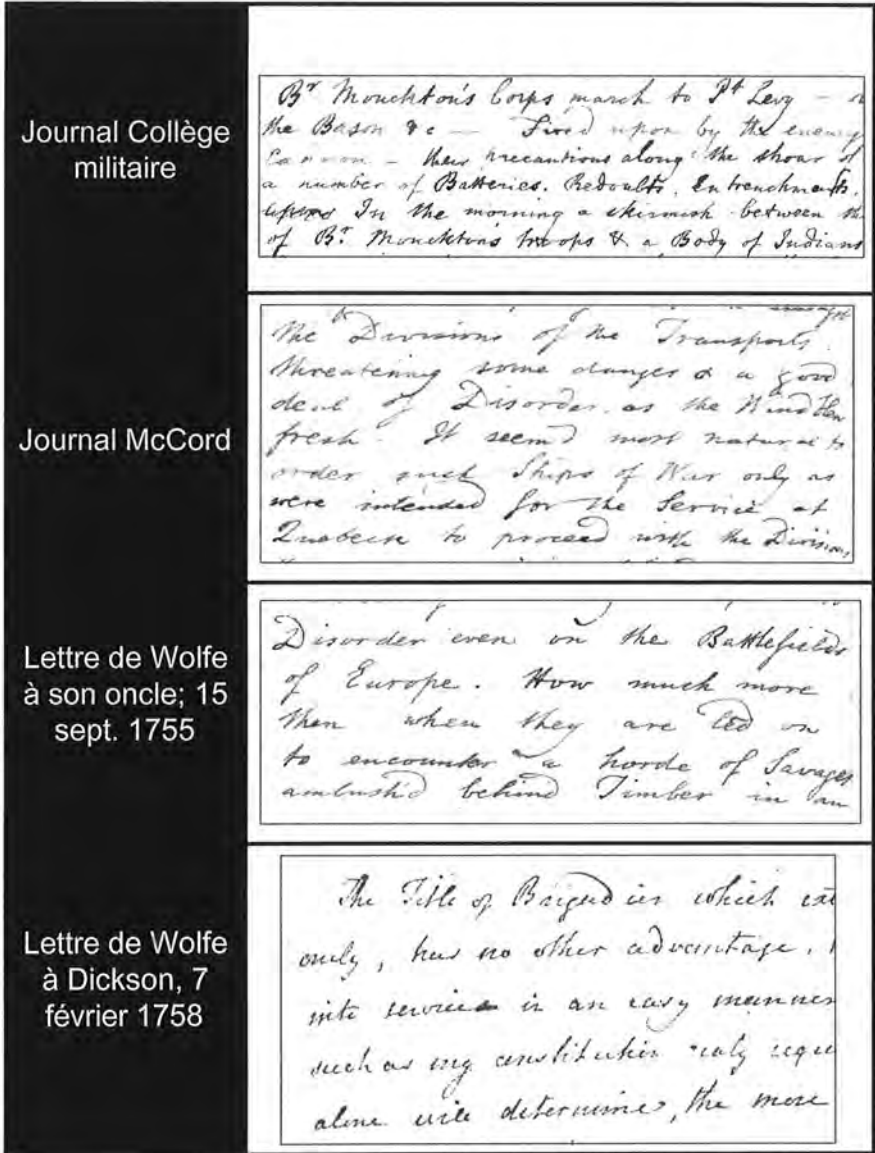 Journal Collège
militaire
Br Monckton's Corps march to Pt Levy —
the Bason &c — Fired upon by the enemy
Cannon — their precautions along the shoar of
a number of Batteries. Redoubts. Entrenchments.
In the morning a skirmish between the
of Br. Monckton's troops & a Body of Indians
Journal McCord
the Divisions of the Transports
threatening some danger & a good
deal of Disorder, as the Wind
fresh. It seem'd most natural to
order such Ships of War only as
were intended for the Service at
Quebeck to proceed with the Division
Lettre de Wolfe
à son oncle; 15
sept. 1755
Disorder even on the Battlefields
of Europe. How much more
then when they are led on
to encounter a horde of Savages
ambush'd behind Timber in an
Lettre de Wolfe
à Dickson, 7
février 1758
The Title of Brigadier which
only, has no other advantage.
into service in an easy manner
such as my constitution
alone will determine, the more